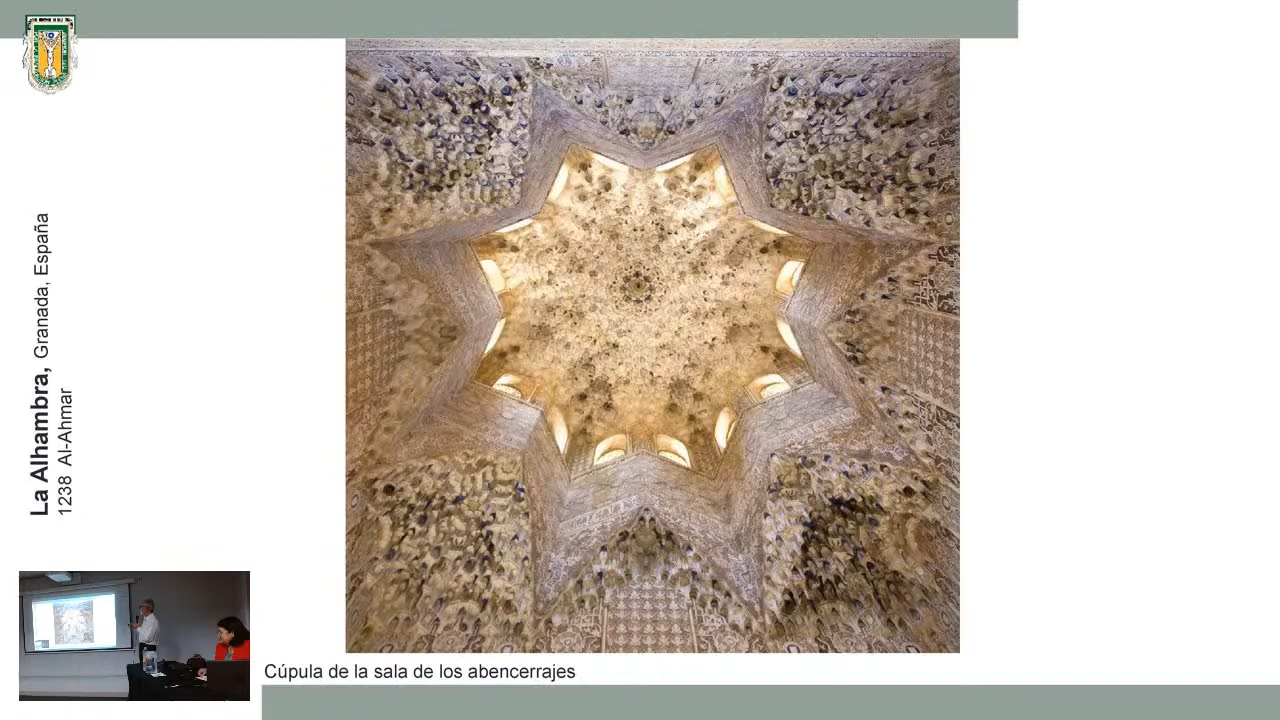 La Alhambra, Granada, España
1238 Al-Ahmar
Cúpula de la sala de los abencerrajes